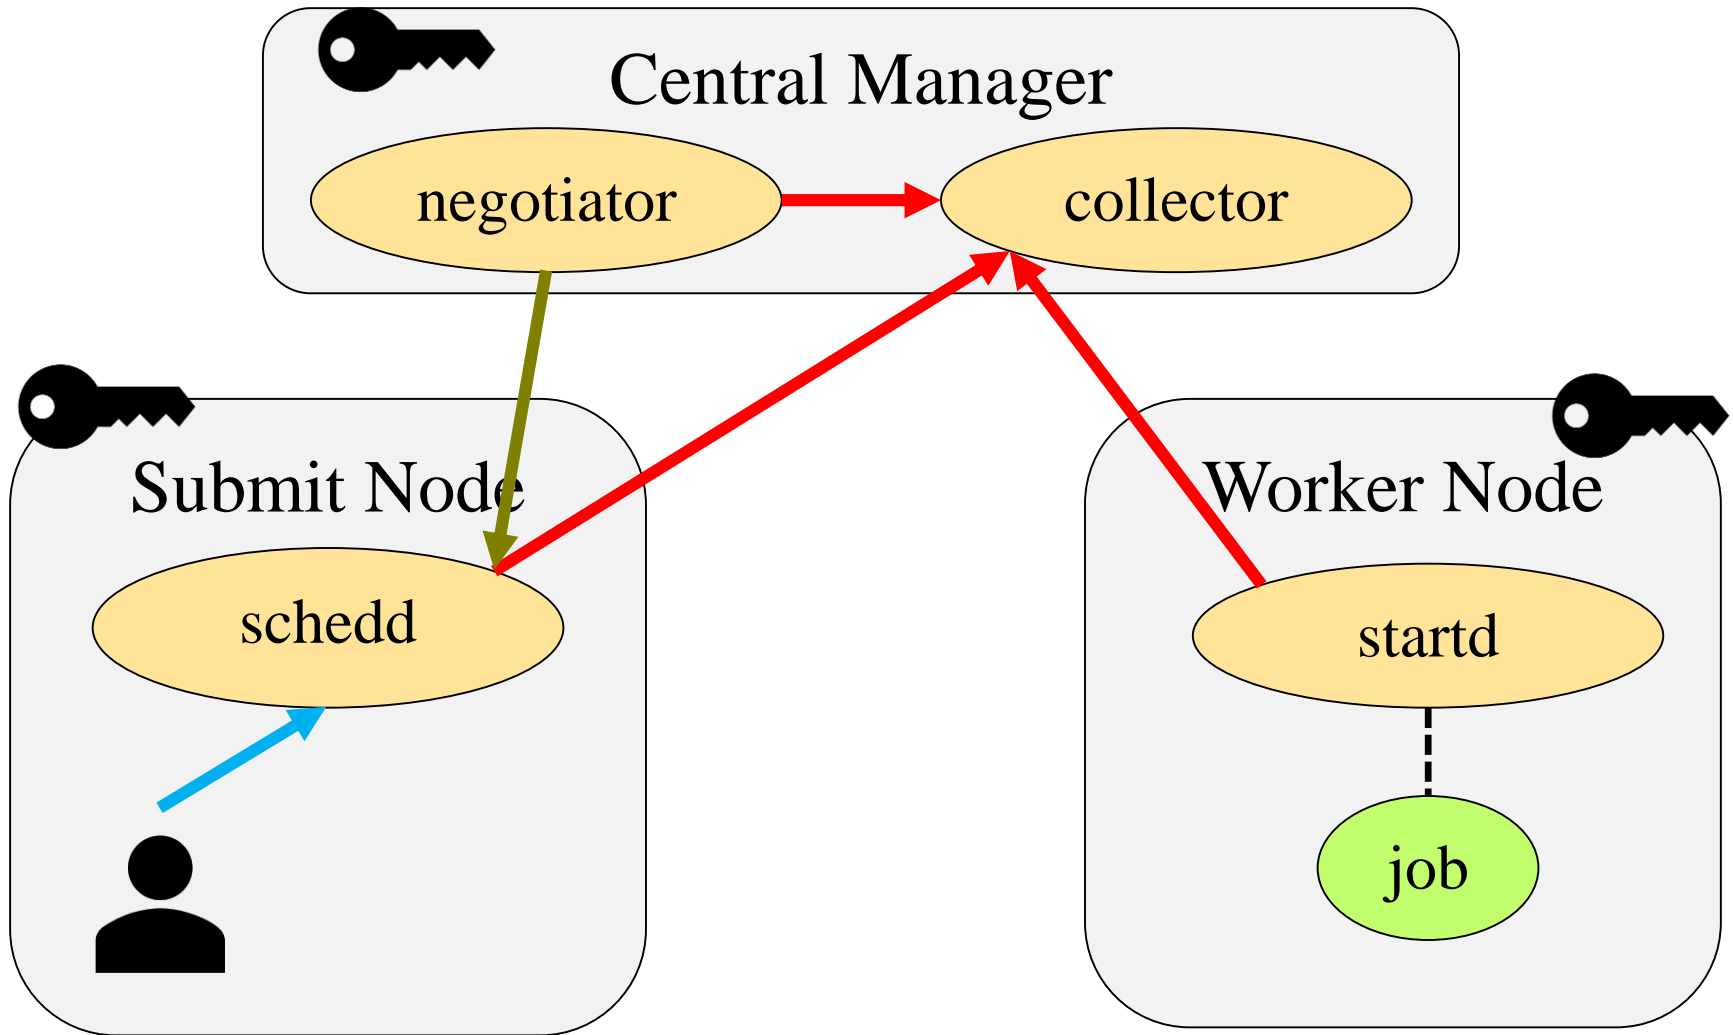 Central Manager
negotiator
collector
Submit Node
Worker Node
schedd
startd
job